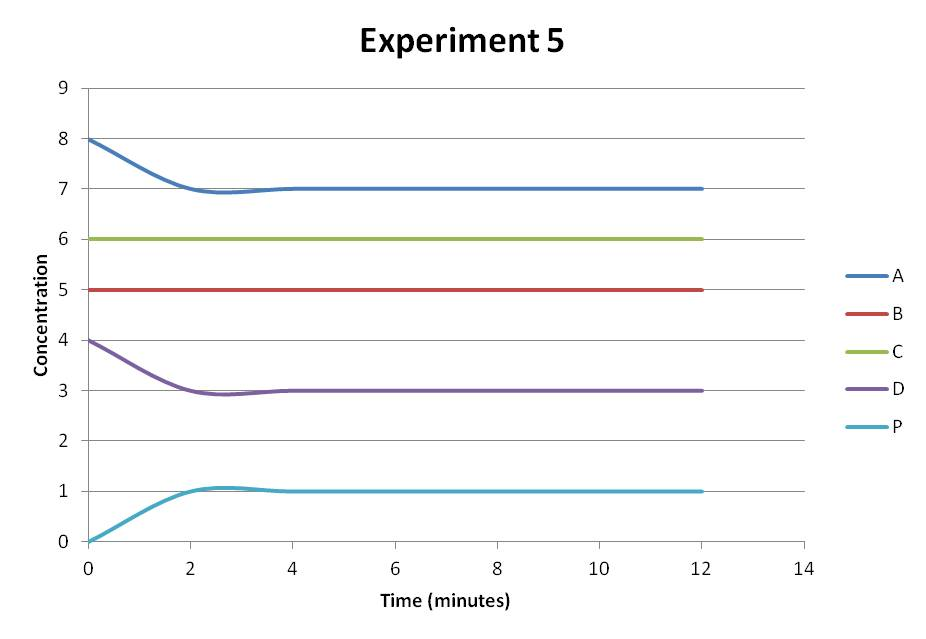 Experiment 5
9
8
7
6
5
4
3
2
1
0
Concentration
0 2 4 6 8 10 12 14
Time (minutes)
A
B
C
D
P